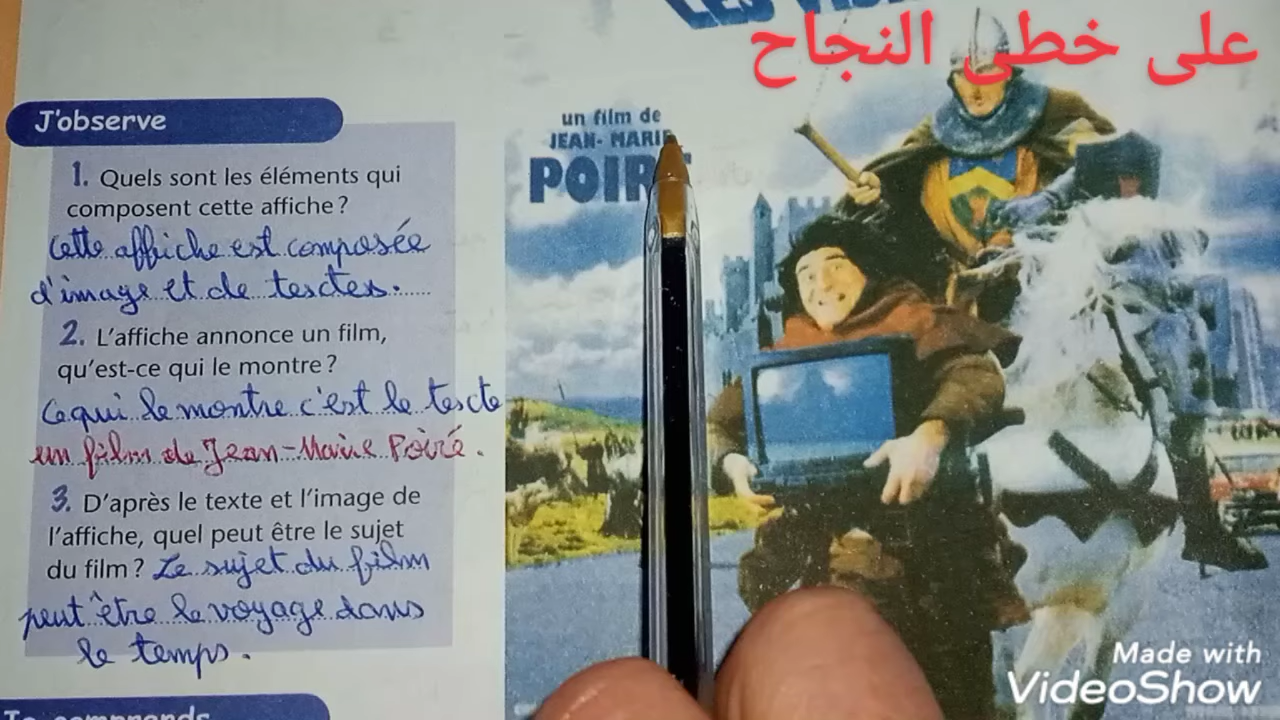 على خطى النجاح
J'observe
1. Quels sont les éléments qui
composent cette affiche ?
Cette affiche est composée
d'image et de tesctes.
2. L'affiche annonce un film,
qu'est-ce qui le montre ?
Ce qui le montre c'est le tescte
un film de Jean-Marie Poiré.
3. D'après le texte et l'image de
l'affiche, quel peut être le sujet
du film ? Le sujet du film
peut être le voyage dans
le temps.
un film de
JEAN-MARIE
POIR
Made with
VideoShow